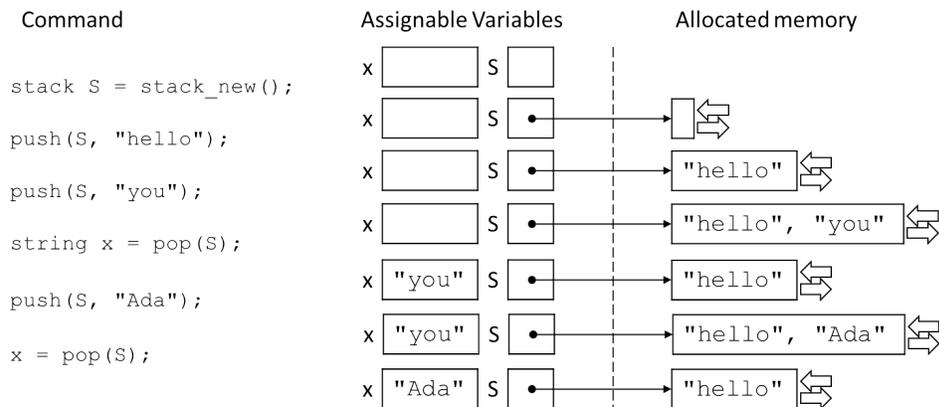 Command Assignable Variables Allocated memory
x S
stack S = stack_new();
x S
push(S, "hello");
x S "hello"
push(S, "you");
x S "hello", "you"
string x = pop(S);
x "you" S "hello"
push(S, "Ada");
x "you" S "hello", "Ada"
x = pop(S);
x "Ada" S "hello"